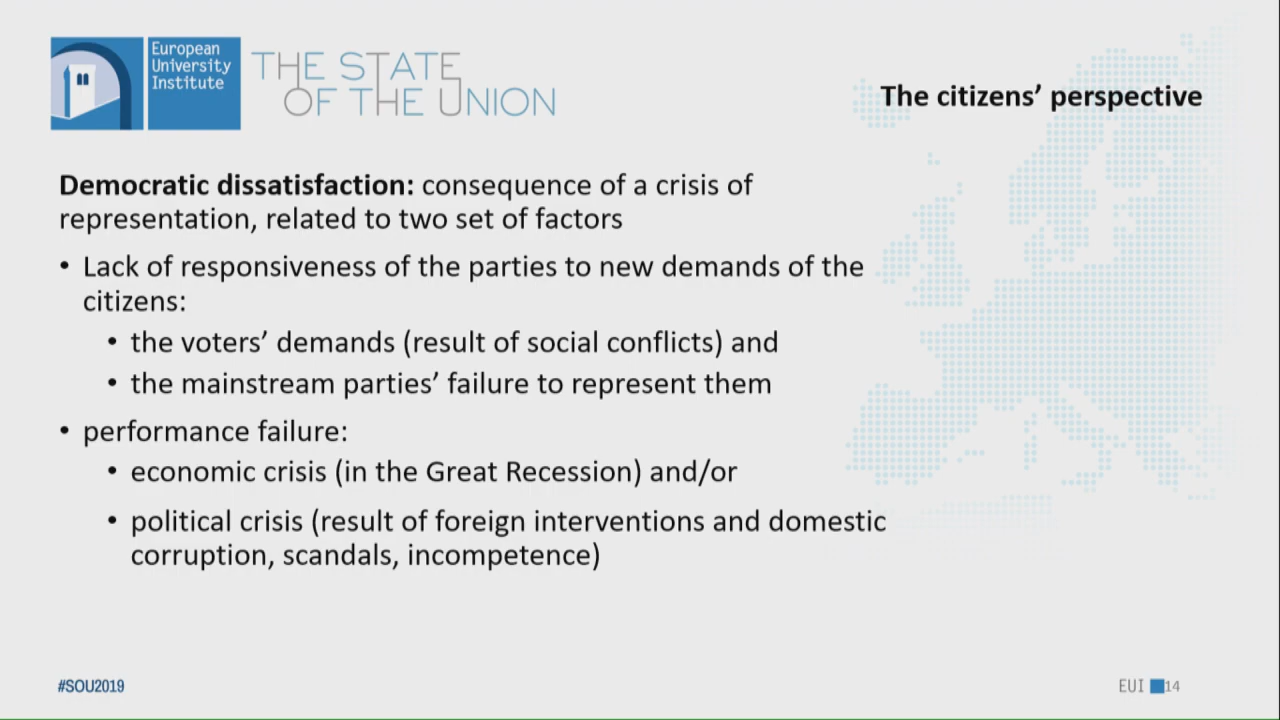 European
University
Institute
THE STATE
OF THE UNION
The citizens’ perspective
Democratic dissatisfaction: consequence of a crisis of
representation, related to two set of factors
• Lack of responsiveness of the parties to new demands of the
citizens:
• the voters’ demands (result of social conflicts) and
• the mainstream parties’ failure to represent them
• performance failure:
• economic crisis (in the Great Recession) and/or
• political crisis (result of foreign interventions and domestic
corruption, scandals, incompetence)
#SOU2019
EUI 14